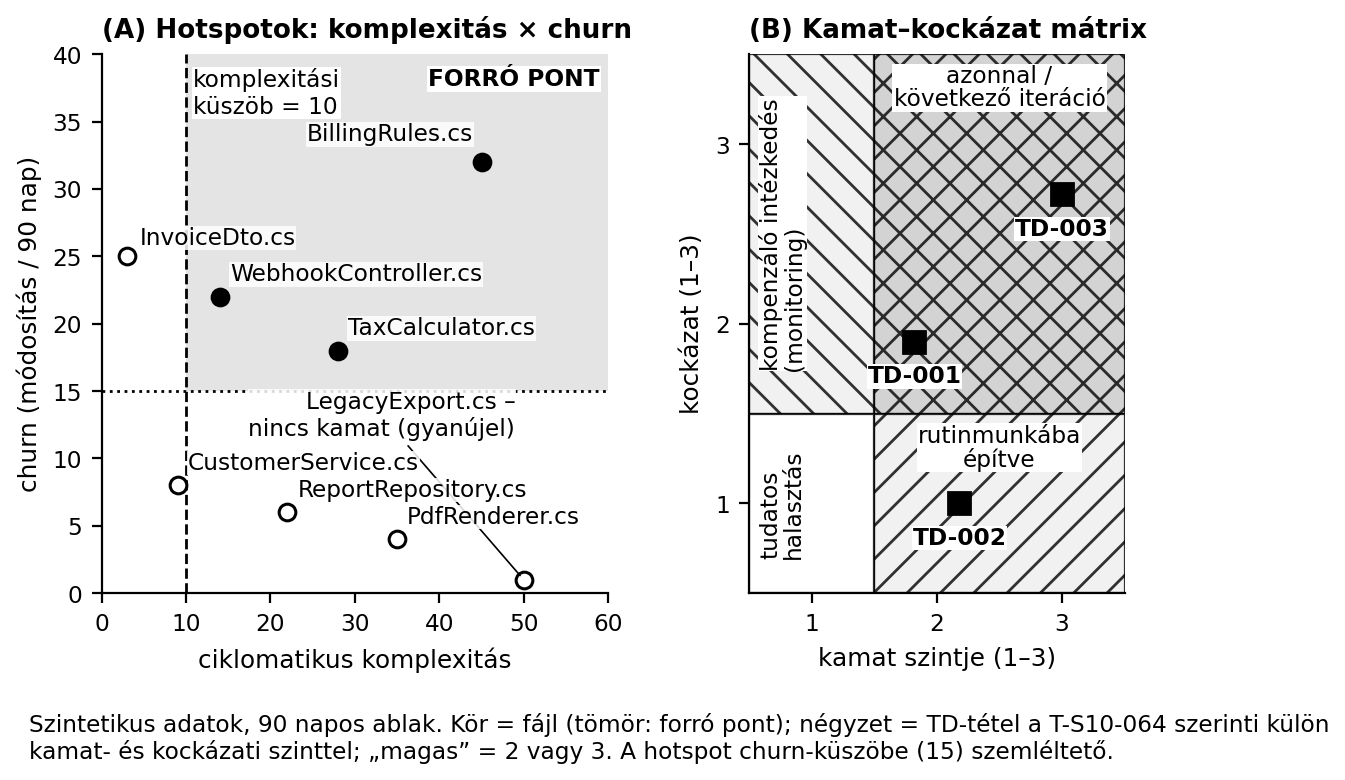 (A) Hotspotok: komplexitás × churn
40
35
30
25
20
15
10
5
0
churn (módosítás / 90 nap)
komplexitási
küszöb = 10
FORRÓ PONT
BillingRules.cs
InvoiceDto.cs
WebhookController.cs
TaxCalculator.cs
LegacyExport.cs –
nincs kamat (gyanújel)
CustomerService.cs
ReportRepository.cs
PdfRenderer.cs
0 10 20 30 40 50 60
ciklomatikus komplexitás
(B) Kamat–kockázat mátrix
3
2
1
kockázat (1–3)
kompenzáló intézkedés
(monitoring)
azonnal /
következő iteráció
TD-003
TD-001
tudatos
halasztás
rutinmunkába
építve
TD-002
1 2 3
kamat szintje (1–3)
Szintetikus adatok, 90 napos ablak. Kör = fájl (tömör: forró pont); négyzet = TD-tétel a T-S10-064 szerinti külön
kamat- és kockázati szinttel; „magas” = 2 vagy 3. A hotspot churn-küszöbe (15) szemléltető.